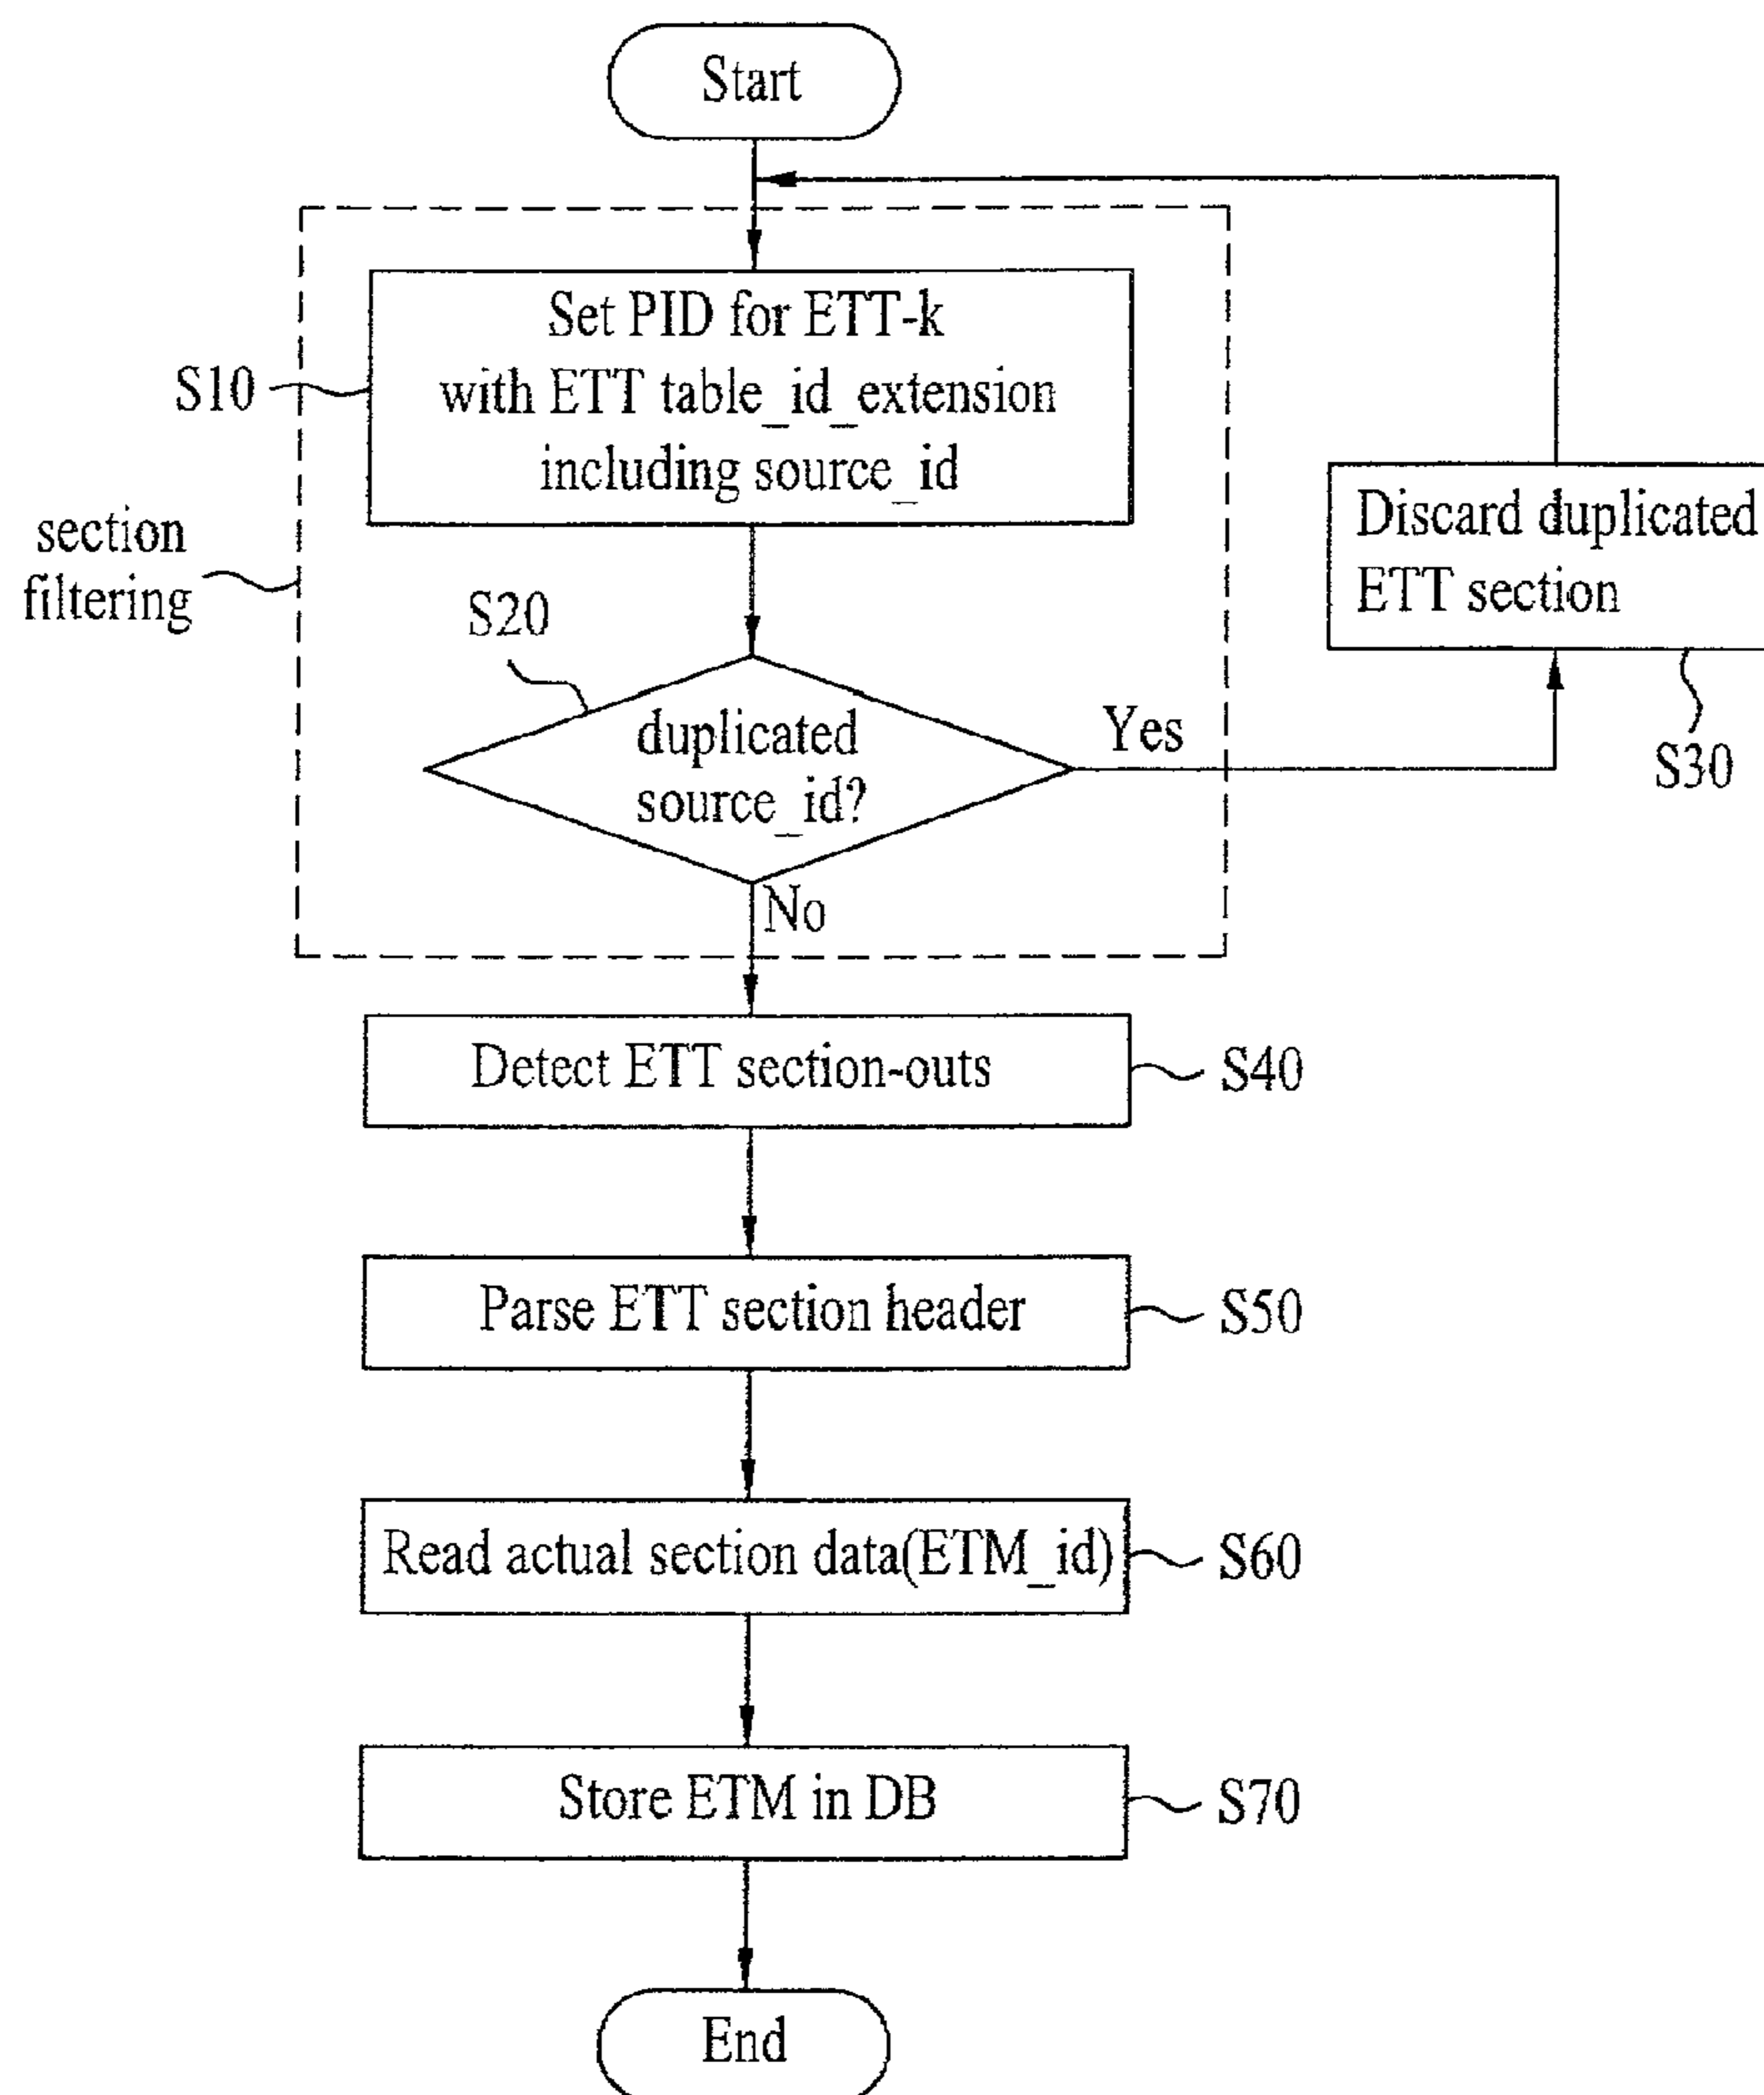 Start
Set PID for ETT-k
with ETT table_id_extension
including source_id
S10
section
filtering
Discard duplicated
ETT section
S30
S20
duplicated
source_id?
Yes
No
Detect ETT section-outs
S40
Parse ETT section header
S50
Read actual section data(ETM_id)
S60
Store ETM in DB
S70
End